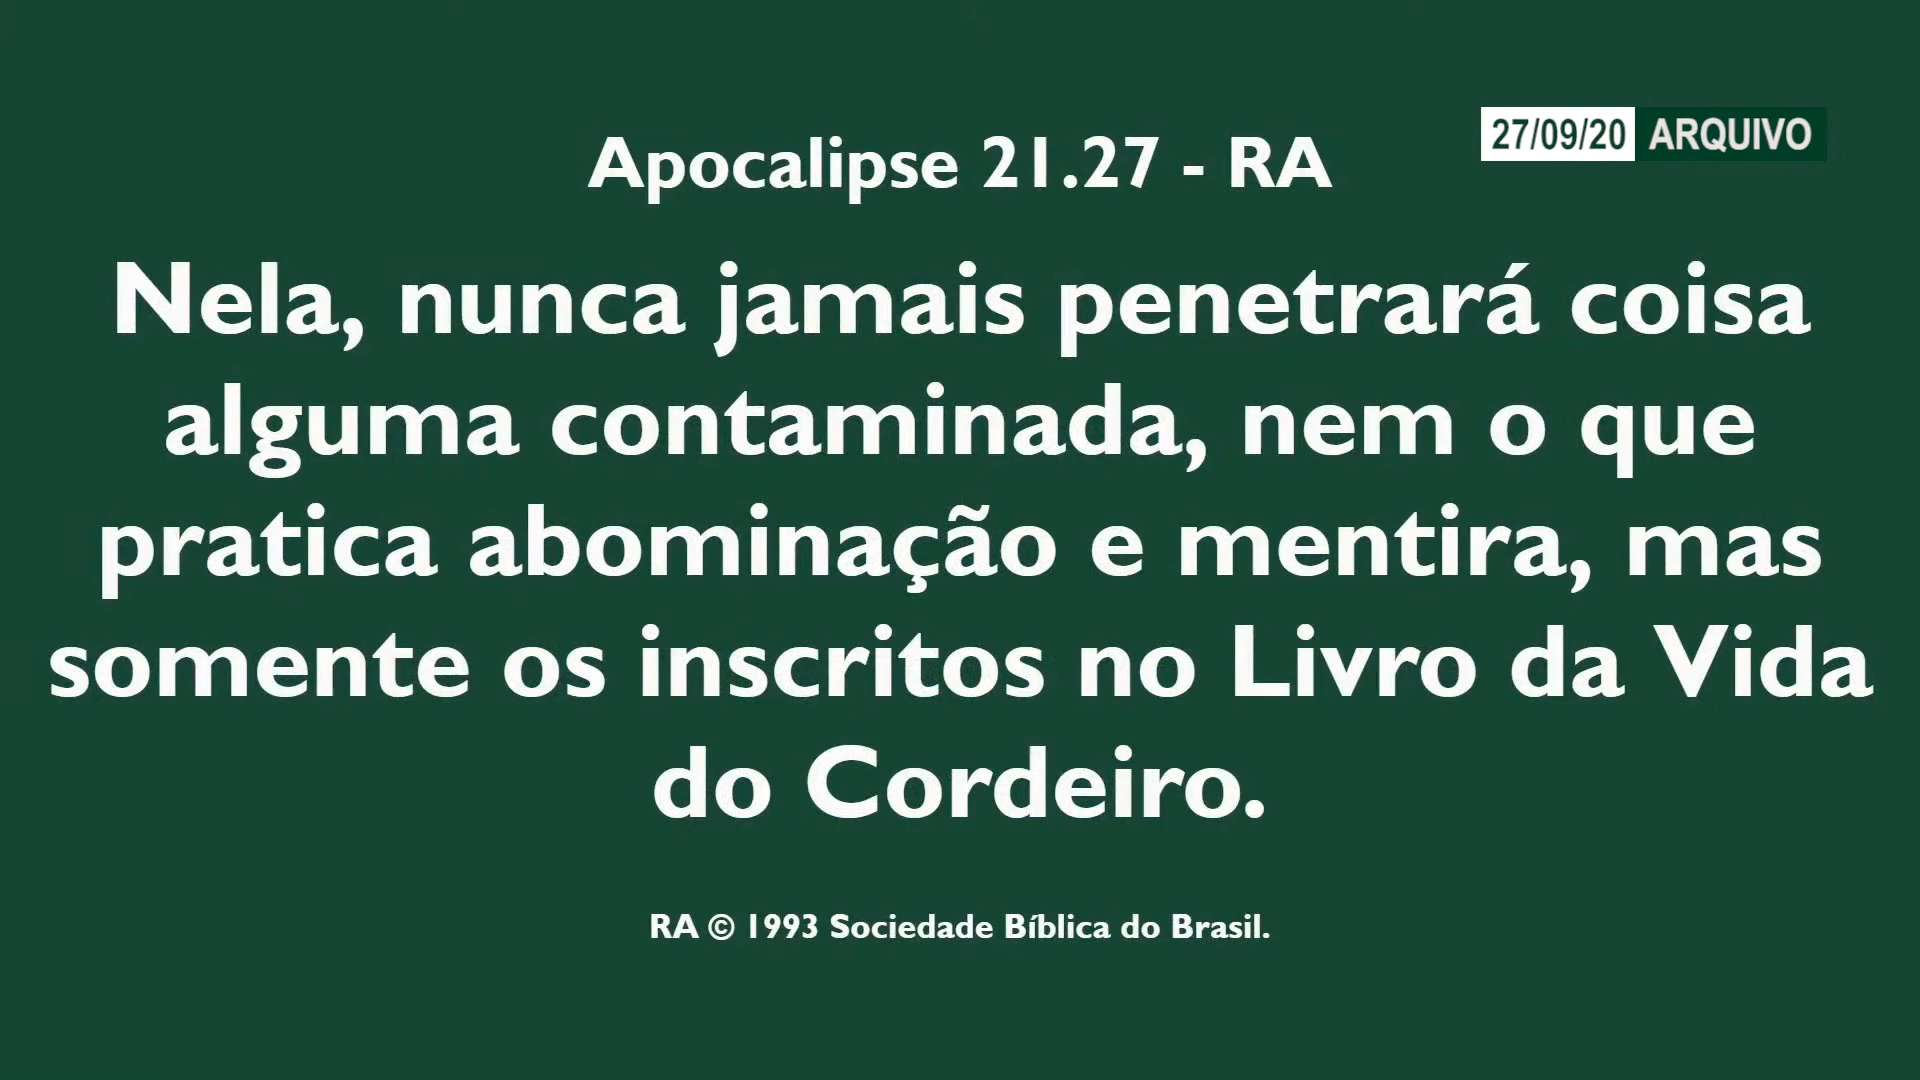 27/09/20 ARQUIVO
Apocalipse 21.27 - RA
Nela, nunca jamais penetrará coisa
alguma contaminada, nem o que
pratica abominação e mentira, mas
somente os inscritos no Livro da Vida
do Cordeiro.
RA © 1993 Sociedade Bíblica do Brasil.